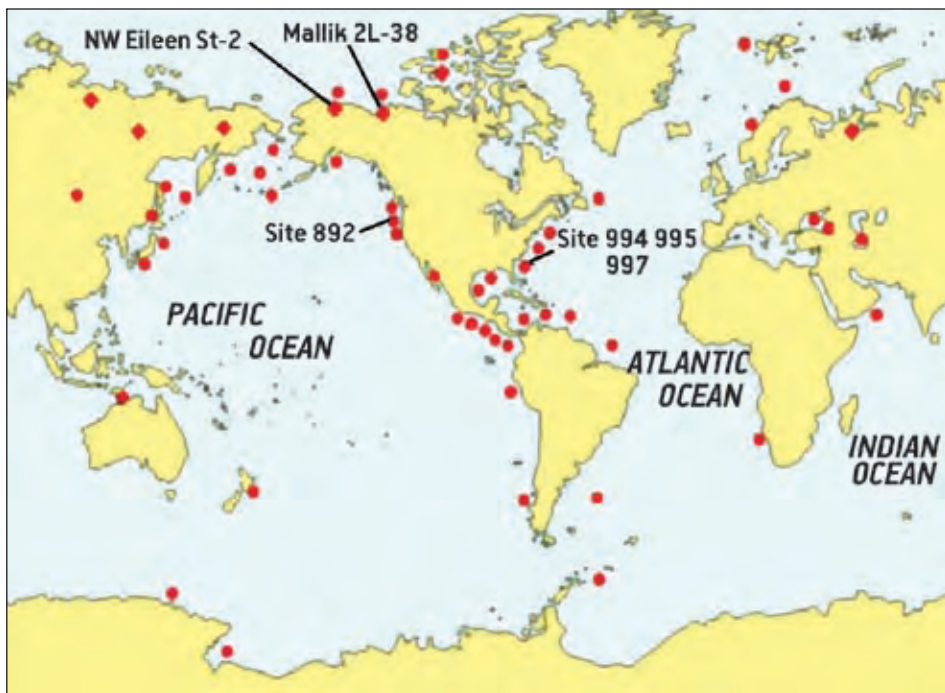 NW Eileen St-2
Mallik 2L-38
Site 892
Site 994 995
997
PACIFIC
OCEAN
ATLANTIC
OCEAN
INDIAN
OCEAN